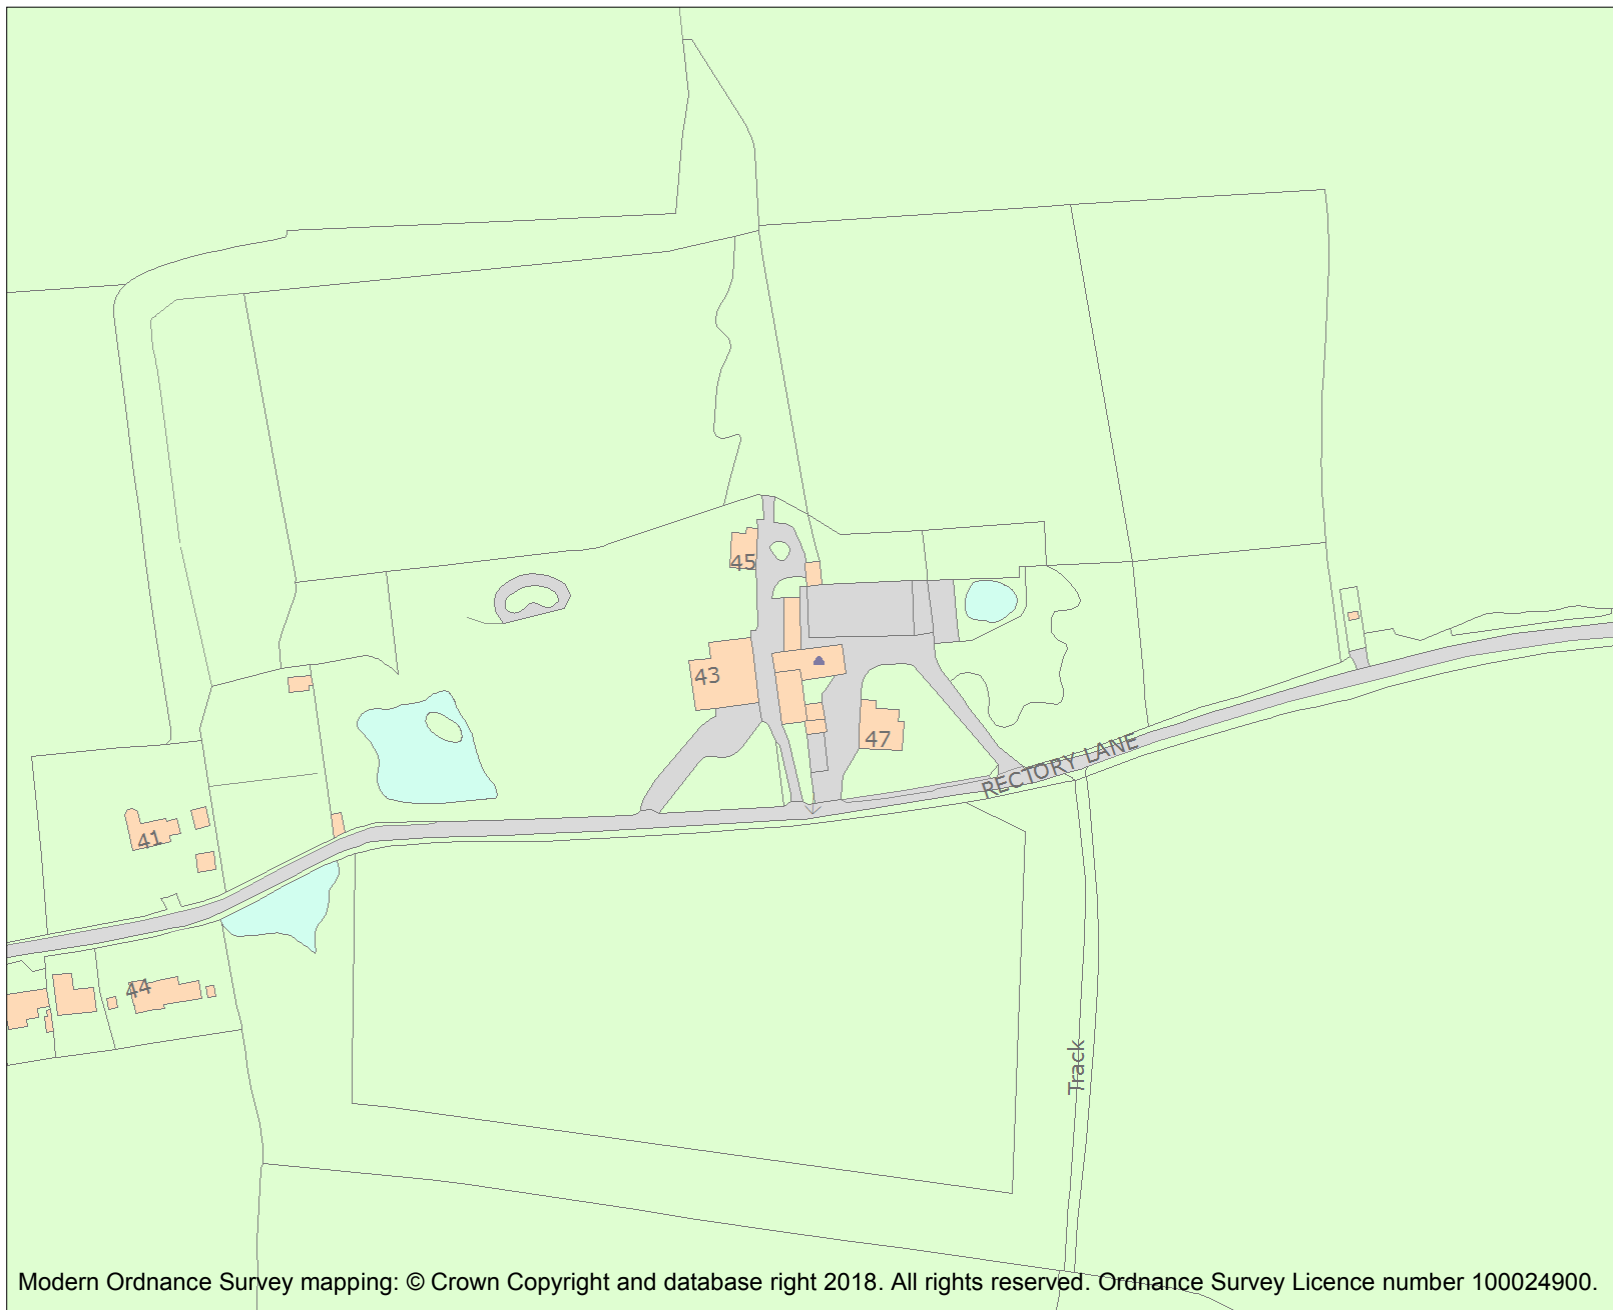 45
43
47
RECTORY LANE
41
44
Track
Modern Ordnance Survey mapping: © Crown Copyright and database right 2018. All rights reserved. Ordnance Survey Licence number 100024900.